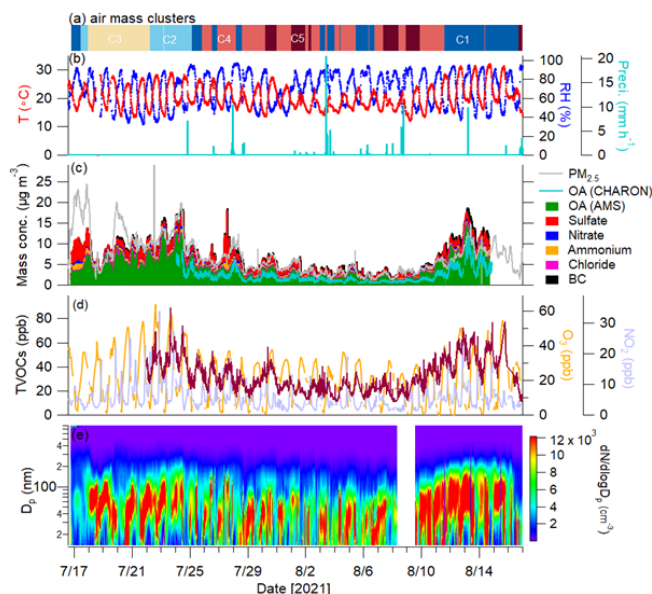 (a) air mass clusters
C3 C2 C4 C5 C1
(b)
30
20
10
0
T (°C)
100
80
60
40
20
0
RH (%)
20
15
10
5
0
Preci. (mm h⁻¹)
(c)
25
20
15
10
5
0
Mass conc. (µg m⁻³)
PM₂.₅
OA (CHARON)
OA (AMS)
Sulfate
Nitrate
Ammonium
Chloride
BC
(d)
80
60
40
20
0
TVOCs (ppb)
60
40
20
0
O₃ (ppb)
30
20
10
0
NO₂ (ppb)
(e)
4
2
100
4
2
Dₚ (nm)
12 x 10³
10
8
6
4
2
0
dN/dlogDₚ (cm⁻³)
7/17 7/21 7/25 7/29 8/2 8/6 8/10 8/14
Date [2021]